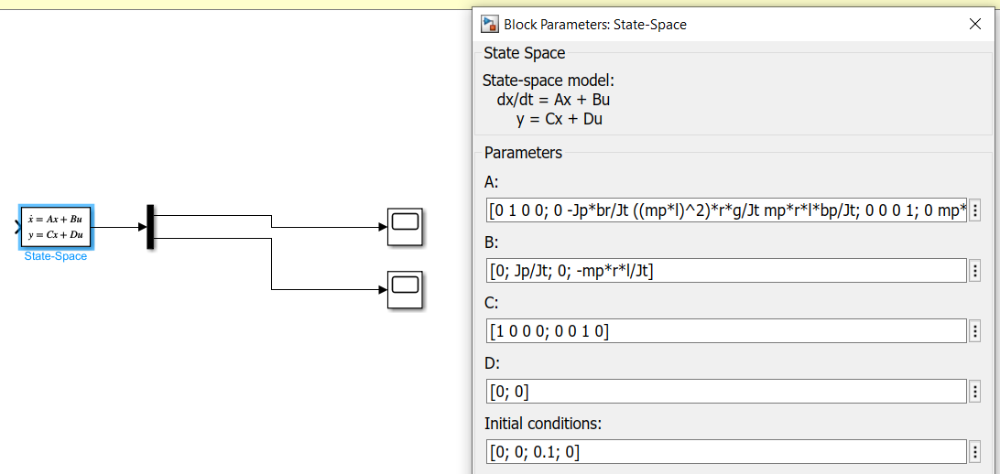 ẋ = Ax + Bu
y = Cx + Du
State-Space
Block Parameters: State-Space
State Space
State-space model:
dx/dt = Ax + Bu
y = Cx + Du
Parameters
A:
[0 1 0 0; 0 -Jp*br/Jt ((mp*l)^2)*r*g/Jt mp*r*l*bp/Jt; 0 0 0 1; 0 mp*
B:
[0; Jp/Jt; 0; -mp*r*l/Jt]
C:
[1 0 0 0; 0 0 1 0]
D:
[0; 0]
Initial conditions:
[0; 0; 0.1; 0]